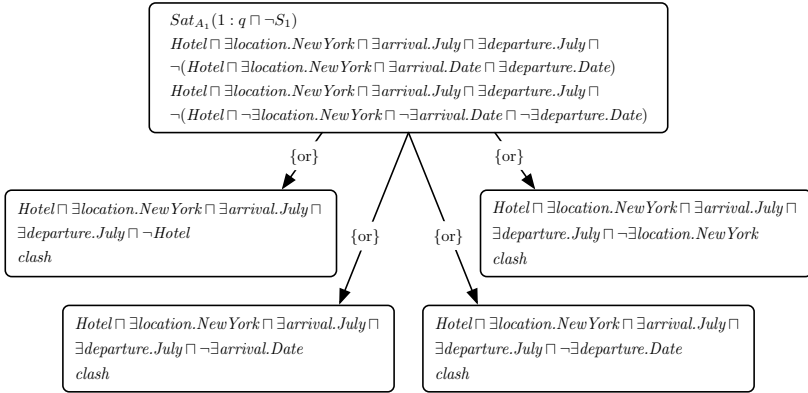 Sat_{A_1}(1 : q ⊓ ¬S_1)
Hotel ⊓ ∃location.NewYork ⊓ ∃arrival.July ⊓ ∃departure.July ⊓
¬(Hotel ⊓ ∃location.NewYork ⊓ ∃arrival.Date ⊓ ∃departure.Date)
Hotel ⊓ ∃location.NewYork ⊓ ∃arrival.July ⊓ ∃departure.July ⊓
¬(Hotel ⊓ ¬∃location.NewYork ⊓ ¬∃arrival.Date ⊓ ¬∃departure.Date)
{or}
{or}
{or}
{or}
Hotel ⊓ ∃location.NewYork ⊓ ∃arrival.July ⊓
∃departure.July ⊓ ¬Hotel
clash
Hotel ⊓ ∃location.NewYork ⊓ ∃arrival.July ⊓
∃departure.July ⊓ ¬∃location.NewYork
clash
Hotel ⊓ ∃location.NewYork ⊓ ∃arrival.July ⊓
∃departure.July ⊓ ¬∃arrival.Date
clash
Hotel ⊓ ∃location.NewYork ⊓ ∃arrival.July ⊓
∃departure.July ⊓ ¬∃departure.Date
clash